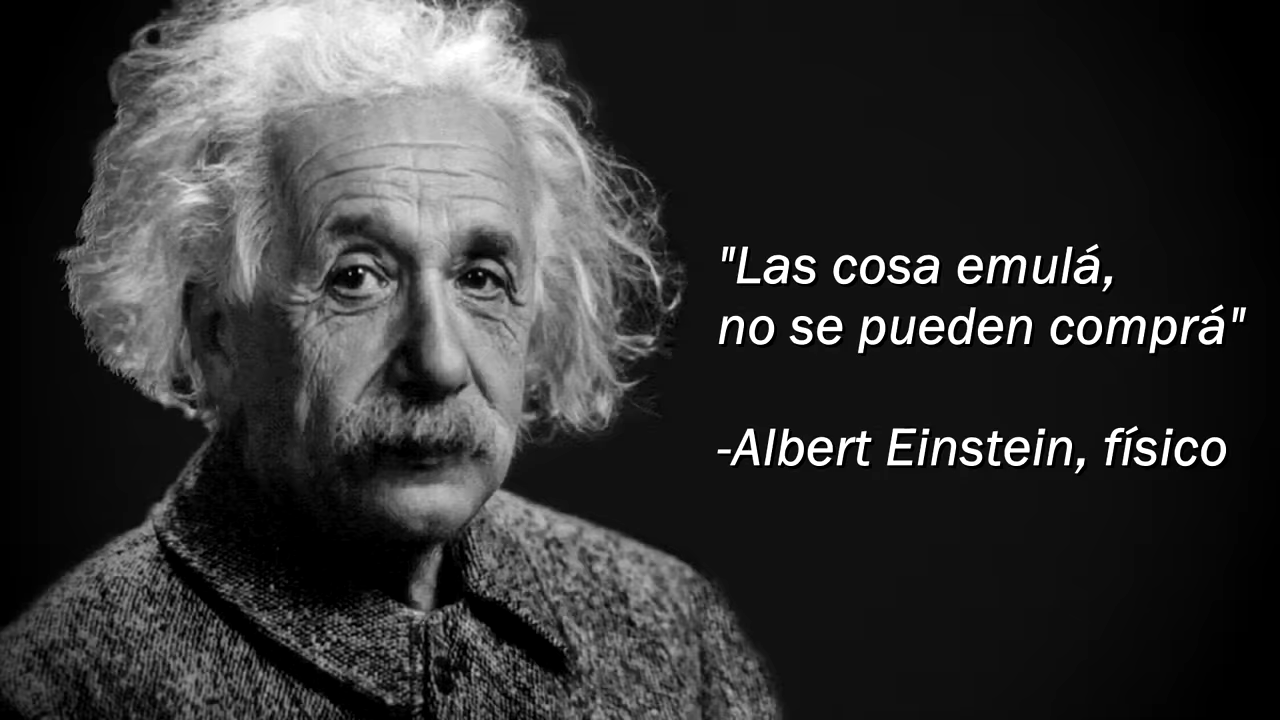 "Las cosa emulá,
no se pueden comprá"
-Albert Einstein, físico